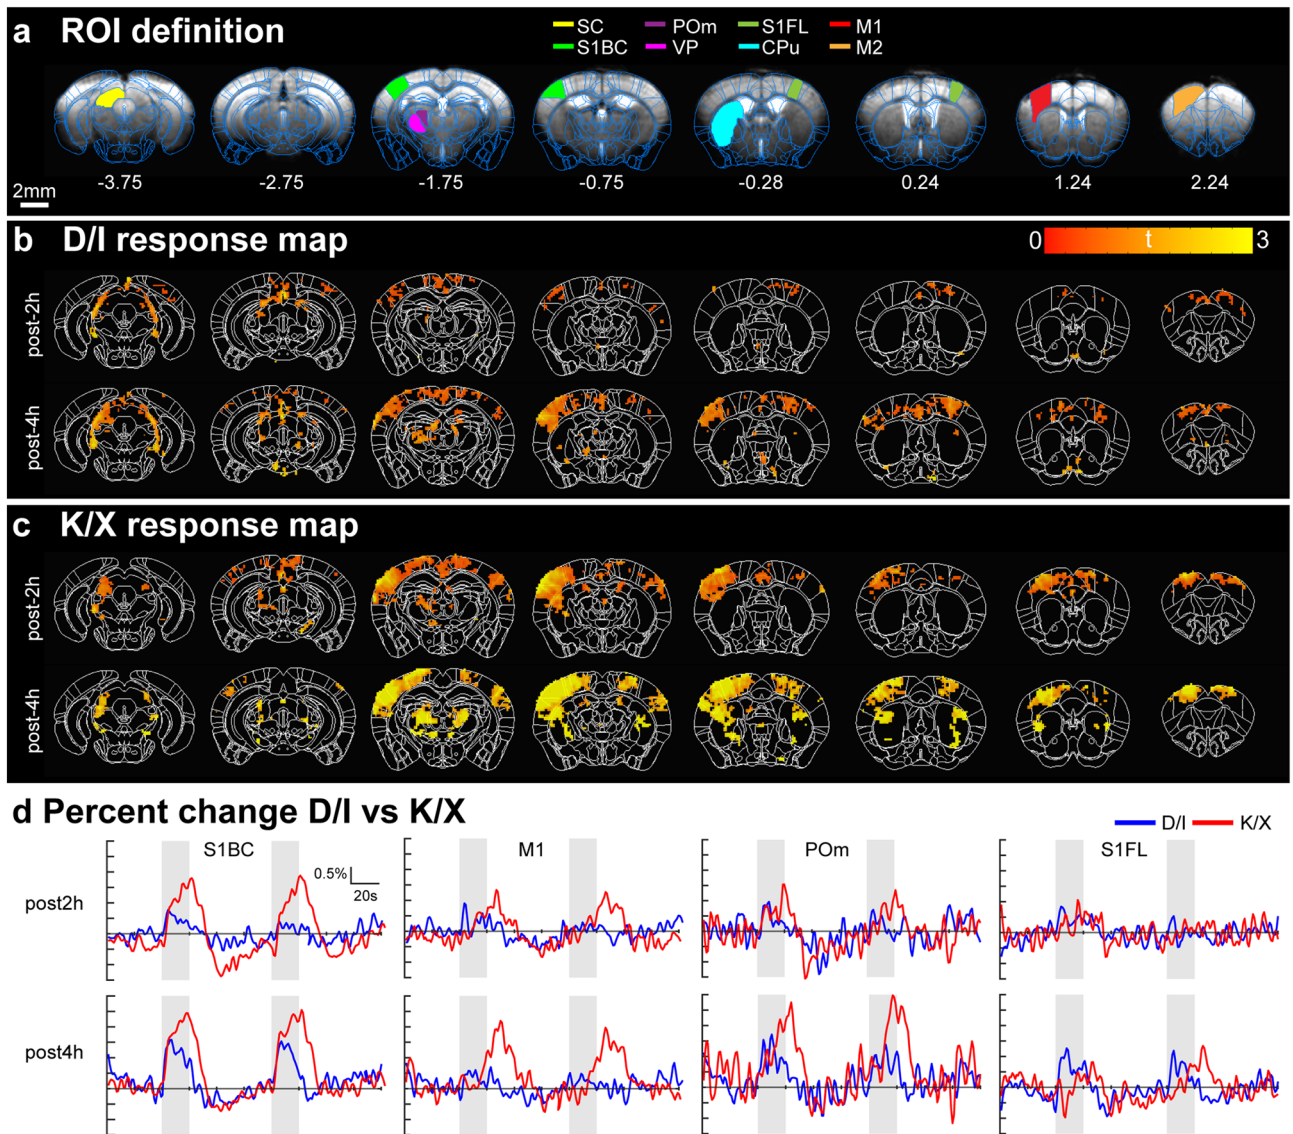 a ROI definition
SC POm S1FL M1
S1BC VP CPu M2
-3.75 -2.75 -1.75 -0.75 -0.28 0.24 1.24 2.24
2mm
b D/I response map
0 t 3
post-2h
post-4h
c K/X response map
post-2h
post-4h
d Percent change D/I vs K/X
D/I K/X
S1BC M1 POm S1FL
0.5%
20s
post2h
post4h